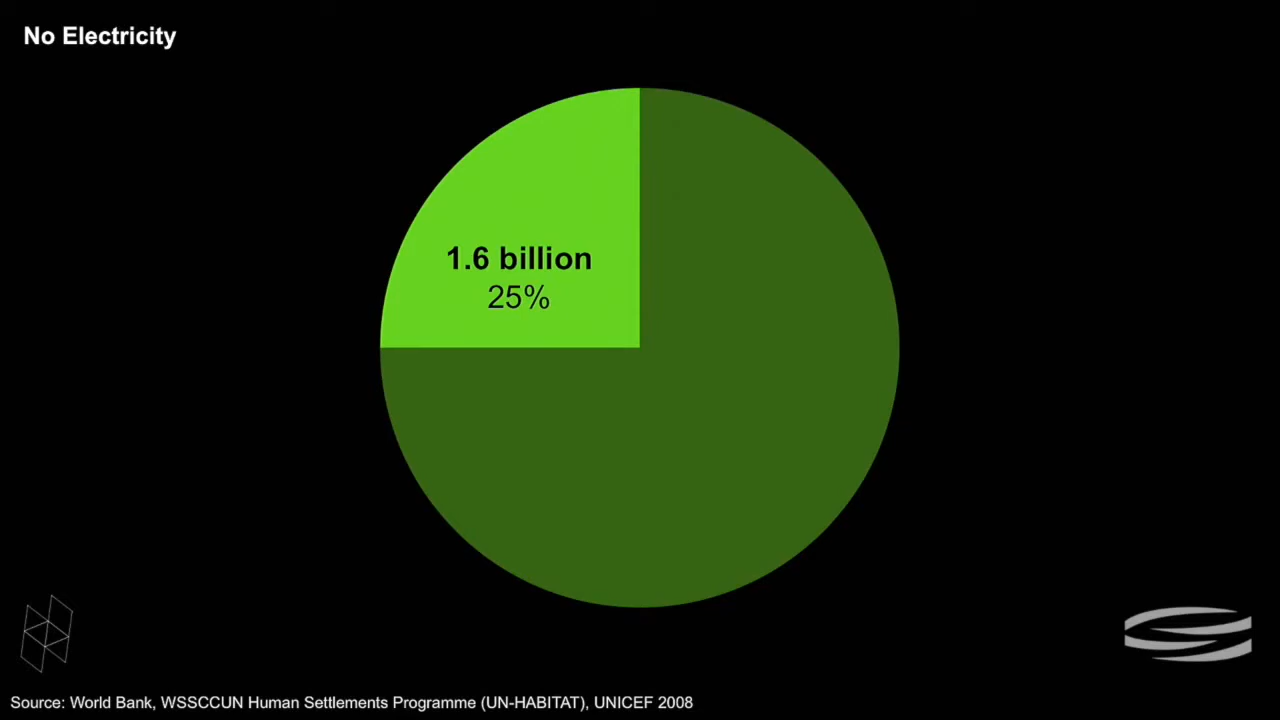 No Electricity
1.6 billion
25%
Source: World Bank, WSSCCUN Human Settlements Programme (UN-HABITAT), UNICEF 2008